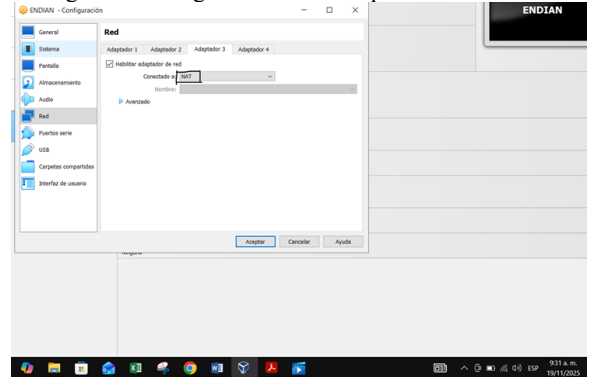 ENDIAN - Configuración
ENDIAN
General
Sistema
Pantalla
Almacenamiento
Audio
Red
Puertos serie
USB
Carpetas compartidas
Interfaz de usuario
Red
Adaptador 1 Adaptador 2 Adaptador 3 Adaptador 4
Habilitar adaptador de red
Conectado a: NAT
Nombre:
Avanzado
Aceptar Cancelar Ayuda
ESP
9:31 a. m.
19/11/2025